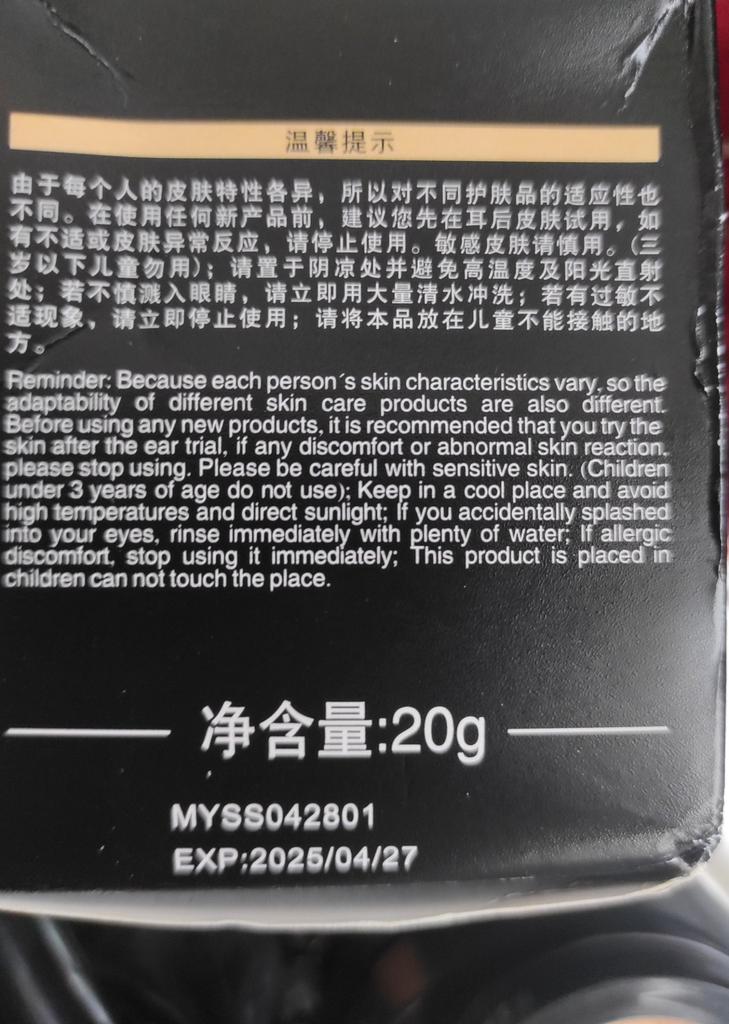 温馨提示
由于每个人的皮肤特性各异，所以对不同护肤品的适应性也
不同。在使用任何新产品前，建议您先在耳后皮肤试用，如
有不适或皮肤异常反应，请停止使用。敏感皮肤请慎用。（三
岁以下儿童勿用）；请置于阴凉处并避免高温度及阳光直射
处；若不慎溅入眼睛，请立即用大量清水冲洗；若有过敏不
适现象，请立即停止使用；请将本品放在儿童不能接触的地
方。
Reminder: Because each person´s skin characteristics vary, so the
adaptability of different skin care products are also different.
Before using any new products, it is recommended that you try the
skin after the ear trial, if any discomfort or abnormal skin reaction,
please stop using. Please be careful with sensitive skin. (Children
under 3 years of age do not use); Keep in a cool place and avoid
high temperatures and direct sunlight; If you accidentally splashed
into your eyes, rinse immediately with plenty of water; If allergic
discomfort, stop using it immediately; This product is placed in
children can not touch the place.
净含量:20g
MYSS042801
EXP:2025/04/27